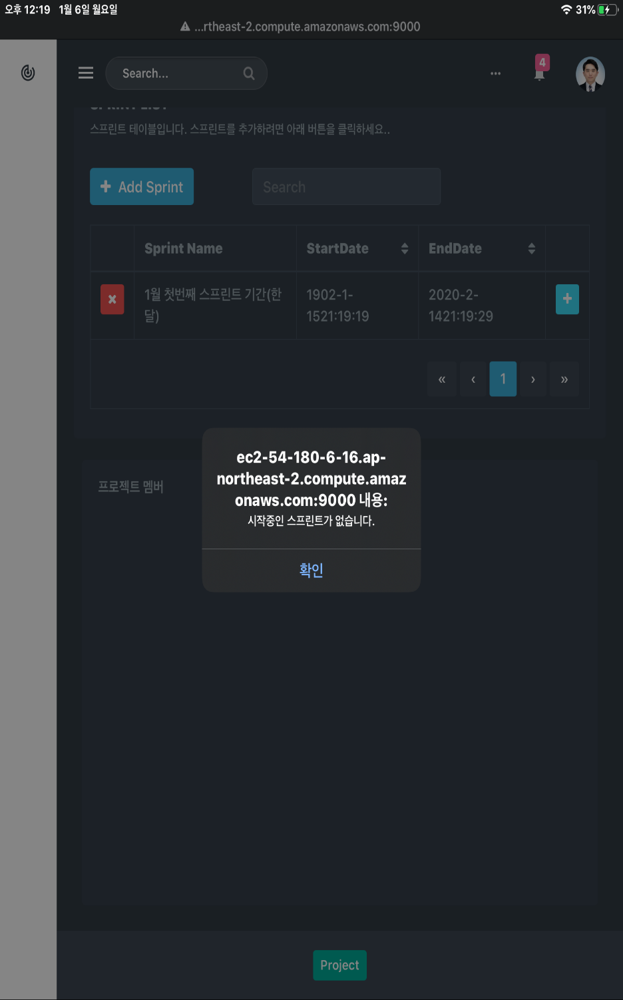 오후 12:19 1월 6일 월요일
31%
...rtheast-2.compute.amazonaws.com:9000
Search...
4
SPRINT LIST
스프린트 테이블입니다. 스프린트를 추가하려면 아래 버튼을 클릭하세요..
+ Add Sprint
Search
Sprint Name StartDate EndDate
1월 첫번째 스프린트 기간(한
달)
1902-1-
1521:19:19
2020-2-
1421:19:29
« ‹ 1 › »
ec2-54-180-6-16.ap-
northeast-2.compute.amaz
onaws.com:9000 내용:
시작중인 스프린트가 없습니다.
확인
프로젝트 멤버
Project